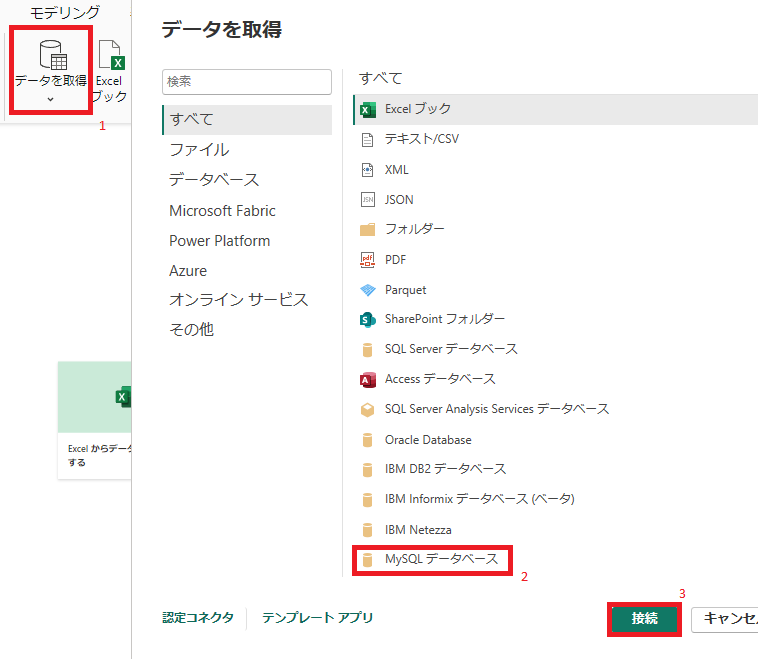 モデリング
データを取得
Excel
ブック
1
Excel からデータ
する
データを取得
検索
すべて
ファイル
データベース
Microsoft Fabric
Power Platform
Azure
オンライン サービス
その他
すべて
Excel ブック
テキスト/CSV
XML
JSON
フォルダー
PDF
Parquet
SharePoint フォルダー
SQL Server データベース
Access データベース
SQL Server Analysis Services データベース
Oracle Database
IBM DB2 データベース
IBM Informix データベース (ベータ)
IBM Netezza
MySQL データベース
2
認定コネクタ
テンプレート アプリ
3
接続
キャンセ